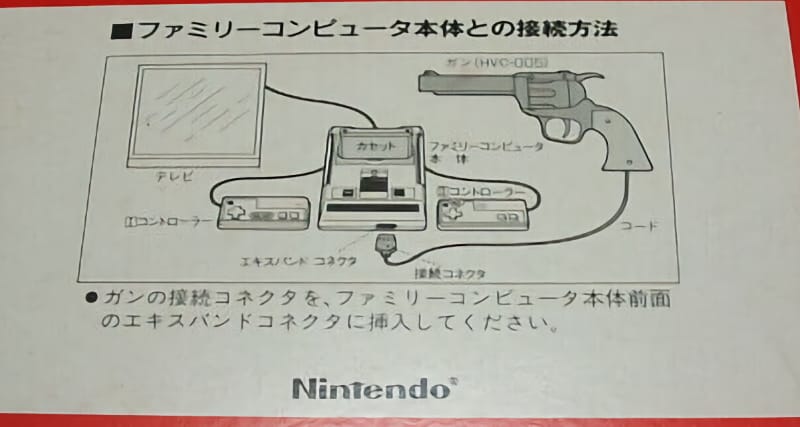 ■ファミリーコンピュータ本体との接続方法
ガン(HVC-005)
カセット
ファミリーコンピュータ
本体
テレビ
Ⅱコントローラー
Ⅰコントローラー
コード
エキスパンド コネクタ
接続コネクタ
●ガンの接続コネクタを、ファミリーコンピュータ本体前面
のエキスパンドコネクタに挿入してください。
Nintendo®